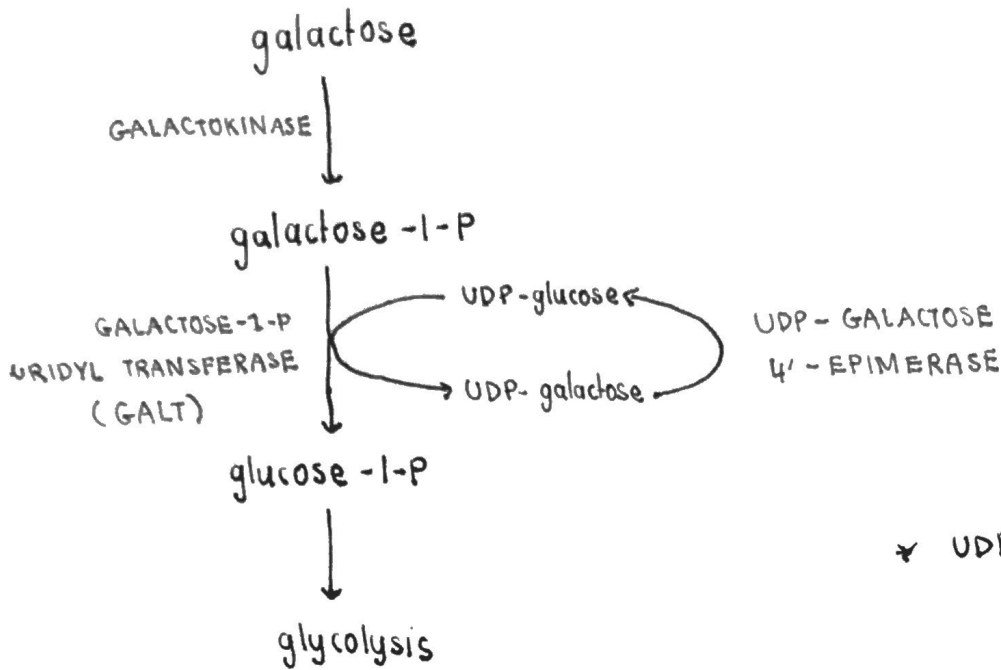 galactose
GALACTOKINASE
galactose-1-P
UDP-glucose
GALACTOSE-1-P
URIDYL TRANSFERASE
(GALT)
UDP-GALACTOSE
4'-EPIMERASE
UDP-galactose
glucose-1-P
* UDP
glycolysis